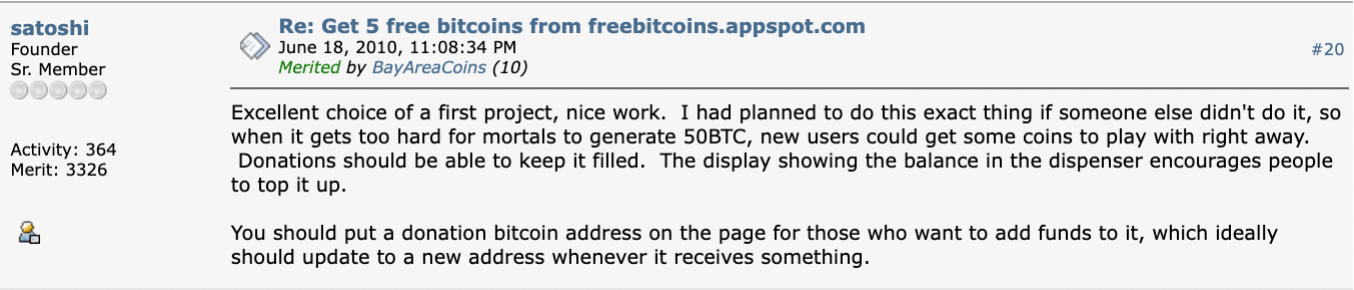 satoshi
Founder
Sr. Member
Activity: 364
Merit: 3326
Re: Get 5 free bitcoins from freebitcoins.appspot.com
June 18, 2010, 11:08:34 PM
#20
Merited by BayAreaCoins (10)
Excellent choice of a first project, nice work.  I had planned to do this exact thing if someone else didn't do it, so
when it gets too hard for mortals to generate 50BTC, new users could get some coins to play with right away.
Donations should be able to keep it filled.  The display showing the balance in the dispenser encourages people
to top it up.
You should put a donation bitcoin address on the page for those who want to add funds to it, which ideally
should update to a new address whenever it receives something.